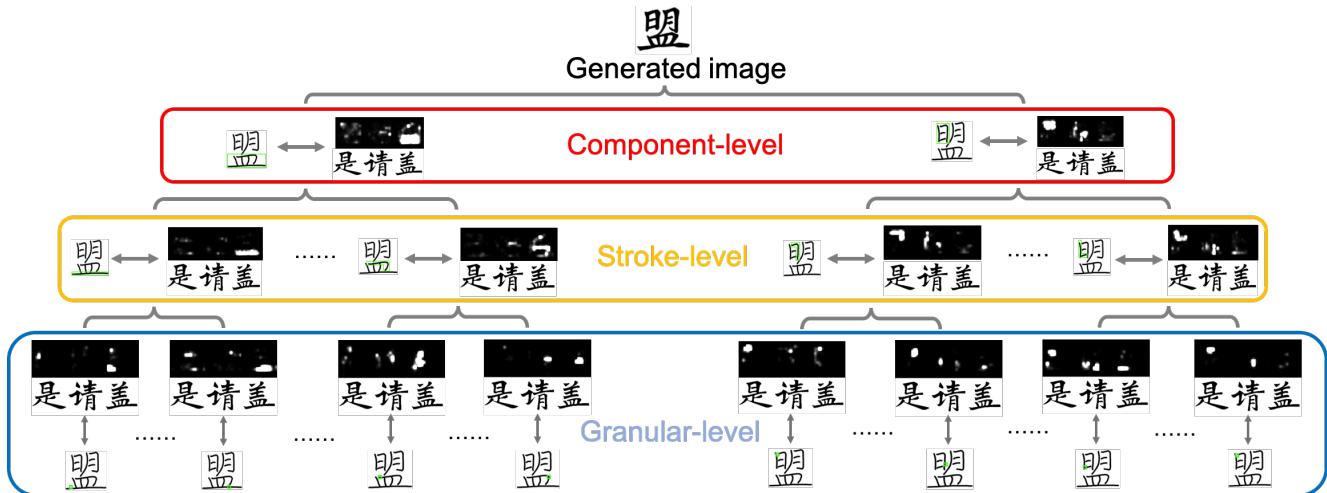 盟
Generated image
盟 是请盖 Component-level 盟 是请盖
盟 是请盖 …… 盟 是请盖 Stroke-level 盟 是请盖 …… 盟 是请盖
是请盖 是请盖 是请盖 是请盖 是请盖 是请盖 是请盖 是请盖
…… …… …… Granular-level …… …… ……
盟 盟 盟 盟 盟 盟 盟 盟